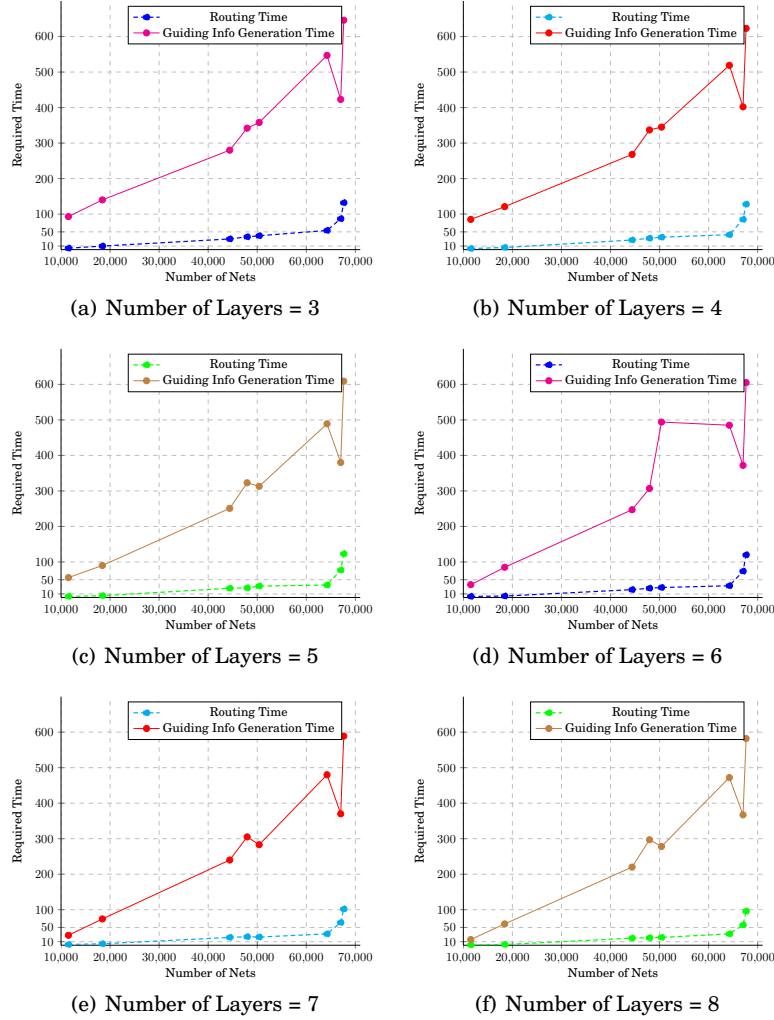 Routing Time
Guiding Info Generation Time
600
500
400
300
200
100
50
10
Required Time
10,000 20,000 30,000 40,000 50,000 60,000 70,000
Number of Nets
(a) Number of Layers = 3
Routing Time
Guiding Info Generation Time
600
500
400
300
200
100
50
10
Required Time
10,000 20,000 30,000 40,000 50,000 60,000 70,000
Number of Nets
(b) Number of Layers = 4
Routing Time
Guiding Info Generation Time
600
500
400
300
200
100
50
10
Required Time
10,000 20,000 30,000 40,000 50,000 60,000 70,000
Number of Nets
(c) Number of Layers = 5
Routing Time
Guiding Info Generation Time
600
500
400
300
200
100
50
10
Required Time
10,000 20,000 30,000 40,000 50,000 60,000 70,000
Number of Nets
(d) Number of Layers = 6
Routing Time
Guiding Info Generation Time
600
500
400
300
200
100
50
10
Required Time
10,000 20,000 30,000 40,000 50,000 60,000 70,000
Number of Nets
(e) Number of Layers = 7
Routing Time
Guiding Info Generation Time
600
500
400
300
200
100
50
10
Required Time
10,000 20,000 30,000 40,000 50,000 60,000 70,000
Number of Nets
(f) Number of Layers = 8